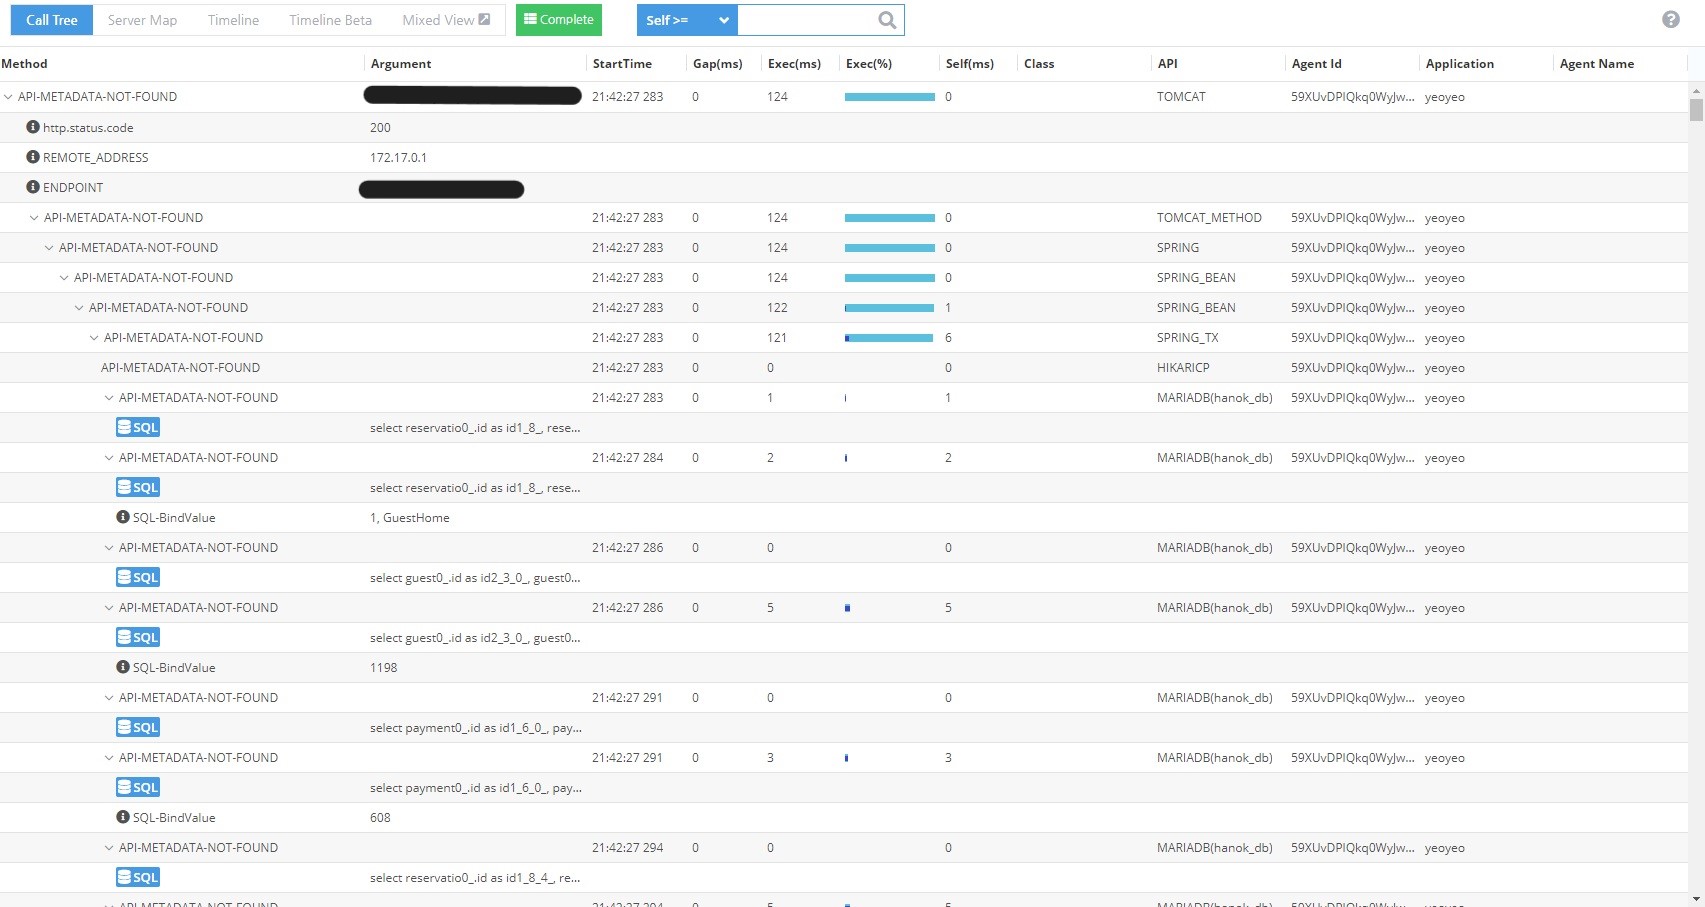 Call Tree Server Map Timeline Timeline Beta Mixed View Complete Self >= ?
Method Argument StartTime Gap(ms) Exec(ms) Exec(%) Self(ms) Class API Agent Id Application Agent Name
API-METADATA-NOT-FOUND 21:42:27 283 0 124 0 TOMCAT 59XUvDPIQkq0WyJw... yeoyeo
http.status.code 200
REMOTE_ADDRESS 172.17.0.1
ENDPOINT
API-METADATA-NOT-FOUND 21:42:27 283 0 124 0 TOMCAT_METHOD 59XUvDPIQkq0WyJw... yeoyeo
API-METADATA-NOT-FOUND 21:42:27 283 0 124 0 SPRING 59XUvDPIQkq0WyJw... yeoyeo
API-METADATA-NOT-FOUND 21:42:27 283 0 124 0 SPRING_BEAN 59XUvDPIQkq0WyJw... yeoyeo
API-METADATA-NOT-FOUND 21:42:27 283 0 122 1 SPRING_BEAN 59XUvDPIQkq0WyJw... yeoyeo
API-METADATA-NOT-FOUND 21:42:27 283 0 121 6 SPRING_TX 59XUvDPIQkq0WyJw... yeoyeo
API-METADATA-NOT-FOUND 21:42:27 283 0 0 0 HIKARICP 59XUvDPIQkq0WyJw... yeoyeo
API-METADATA-NOT-FOUND 21:42:27 283 0 1 1 MARIADB(hanok_db) 59XUvDPIQkq0WyJw... yeoyeo
SQL select reservatio0_.id as id1_8_, rese...
API-METADATA-NOT-FOUND 21:42:27 284 0 2 2 MARIADB(hanok_db) 59XUvDPIQkq0WyJw... yeoyeo
SQL select reservatio0_.id as id1_8_, rese...
SQL-BindValue 1, GuestHome
API-METADATA-NOT-FOUND 21:42:27 286 0 0 0 MARIADB(hanok_db) 59XUvDPIQkq0WyJw... yeoyeo
SQL select guest0_.id as id2_3_0_, guest0...
API-METADATA-NOT-FOUND 21:42:27 286 0 5 5 MARIADB(hanok_db) 59XUvDPIQkq0WyJw... yeoyeo
SQL select guest0_.id as id2_3_0_, guest0...
SQL-BindValue 1198
API-METADATA-NOT-FOUND 21:42:27 291 0 0 0 MARIADB(hanok_db) 59XUvDPIQkq0WyJw... yeoyeo
SQL select payment0_.id as id1_6_0_, pay...
API-METADATA-NOT-FOUND 21:42:27 291 0 3 3 MARIADB(hanok_db) 59XUvDPIQkq0WyJw... yeoyeo
SQL select payment0_.id as id1_6_0_, pay...
SQL-BindValue 608
API-METADATA-NOT-FOUND 21:42:27 294 0 0 0 MARIADB(hanok_db) 59XUvDPIQkq0WyJw... yeoyeo
SQL select reservatio0_.id as id1_8_4_, re...
API-METADATA-NOT-FOUND 21:42:27 294 0 5 5 MARIADB(hanok_db) 59XUvDPIQkq0WyJw... yeoyeo